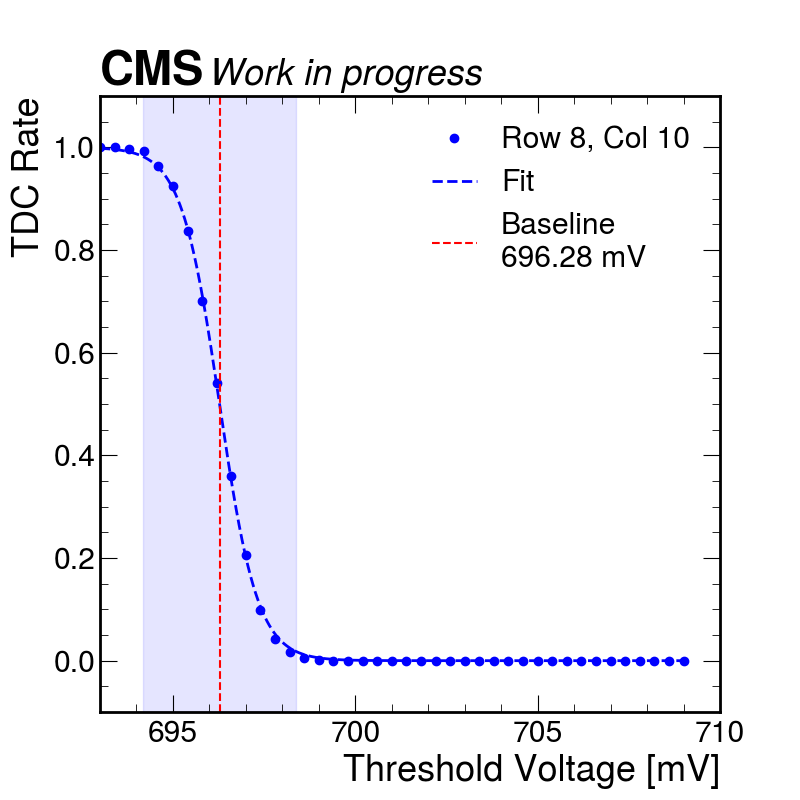 CMS Work in progress
TDC Rate
1.0
0.8
0.6
0.4
0.2
0.0
Row 8, Col 10
Fit
Baseline
696.28 mV
695 700 705 710
Threshold Voltage [mV]